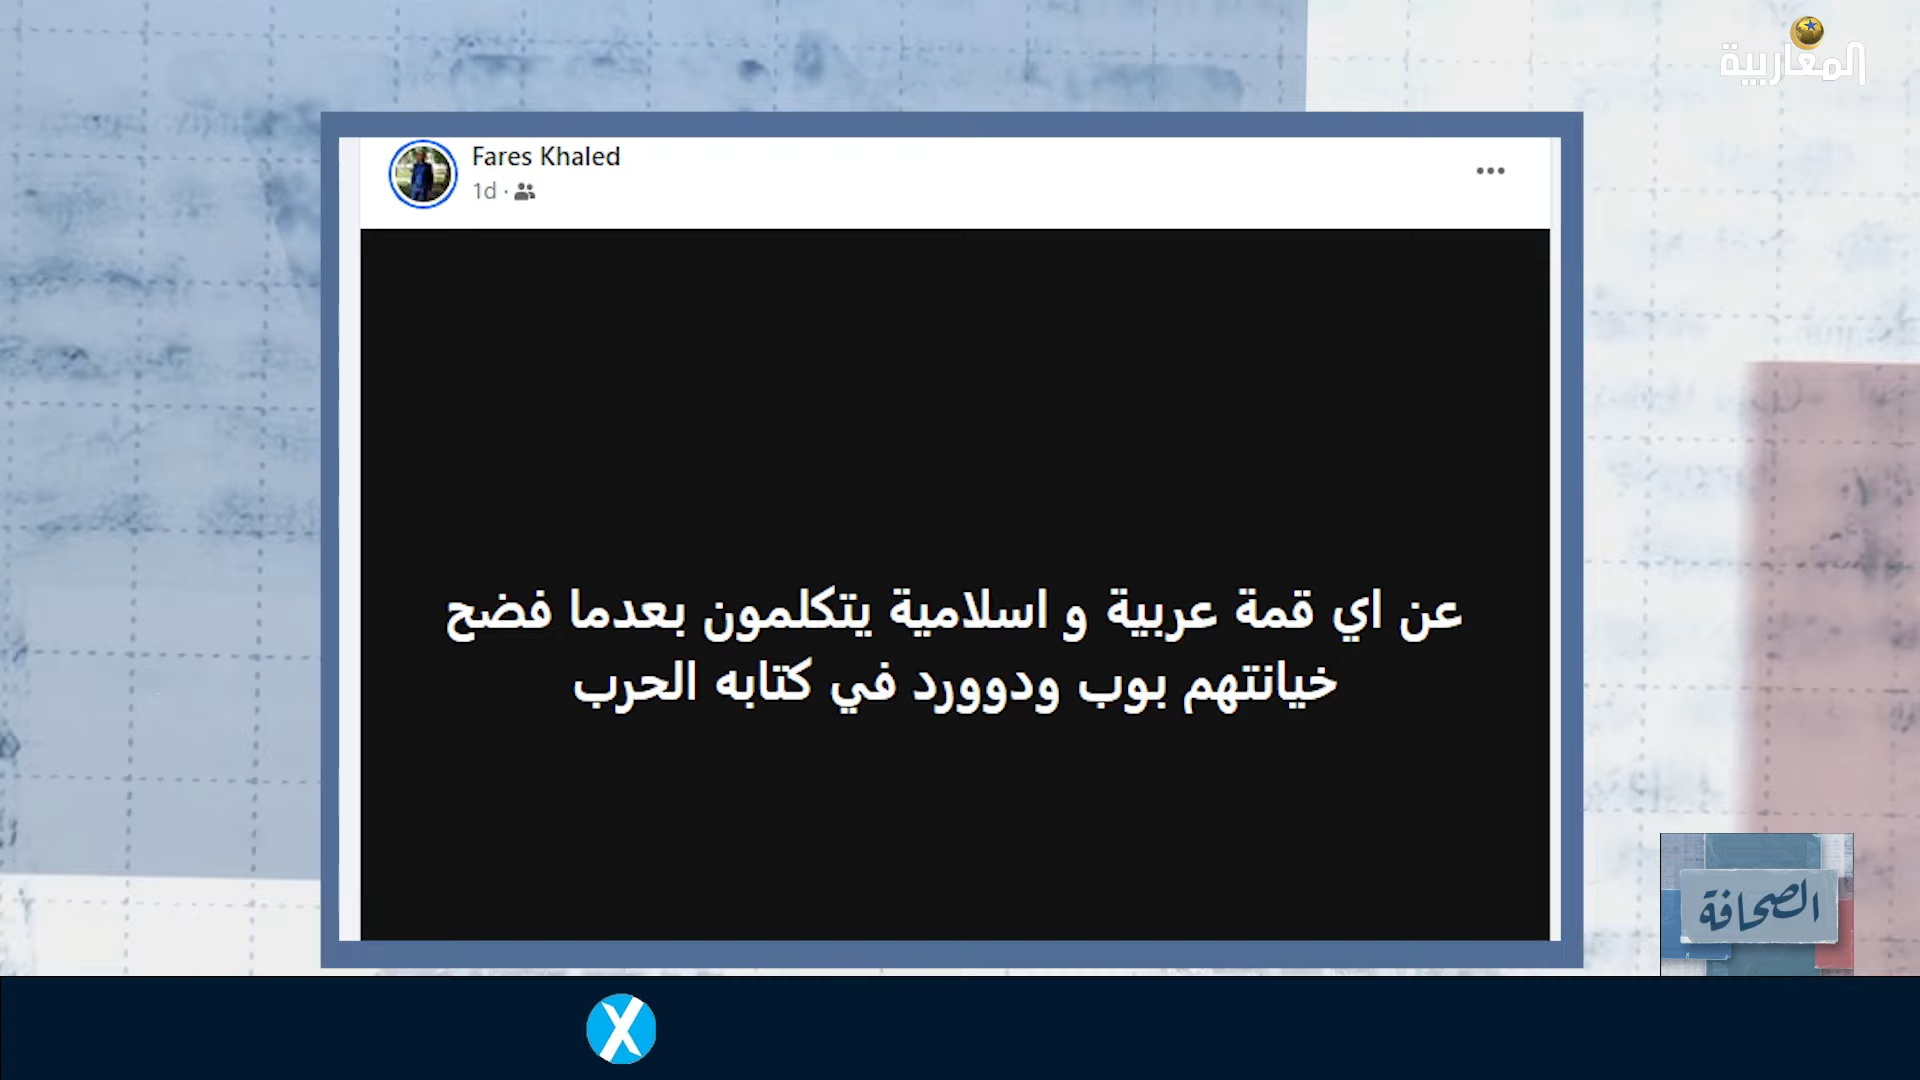 المغاربية
Fares Khaled
1d ·
عن اي قمة عربية و اسلامية يتكلمون بعدما فضح
خيانتهم بوب ودوورد في كتابه الحرب
الصحافة
X